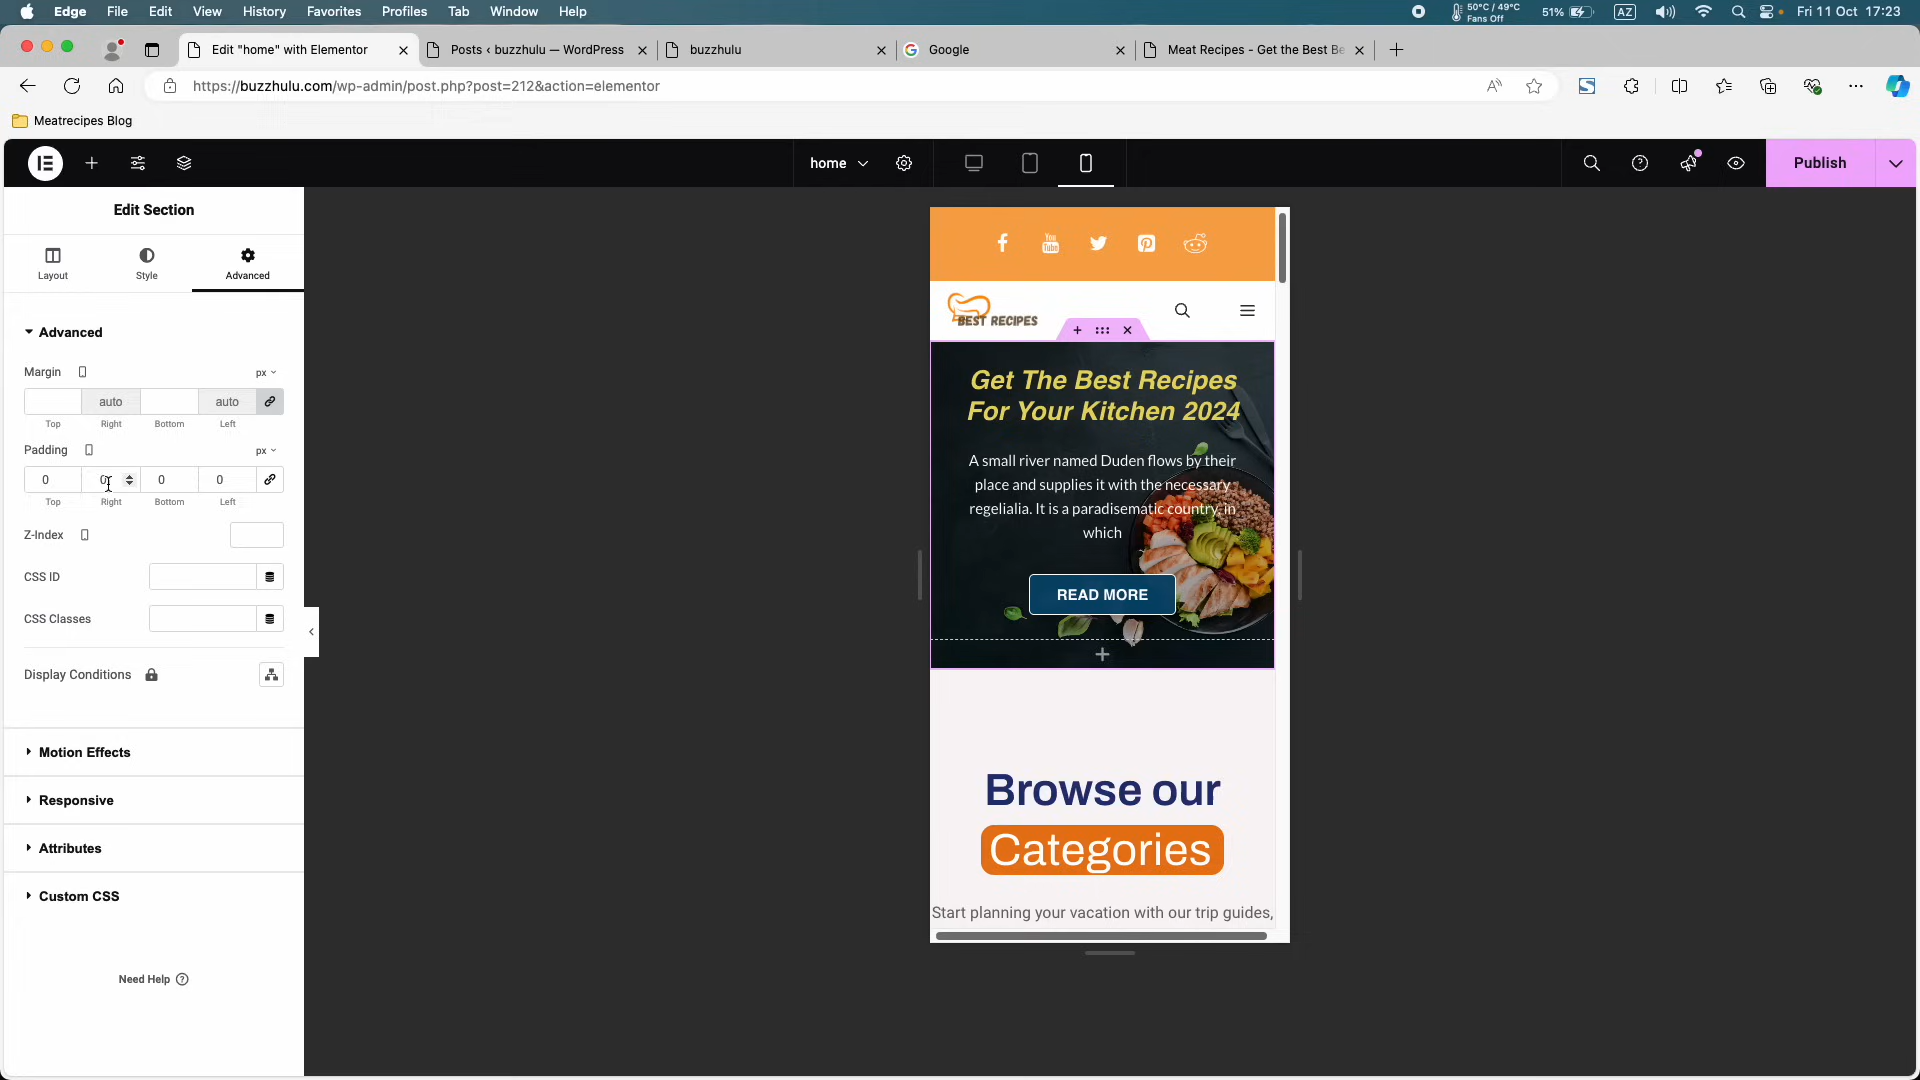 Edge File Edit View History Favorites Profiles Tab Window Help 50°C / 49°C Fans Off 51% AZ Fri 11 Oct 17:23
Edit "home" with Elementor Posts ‹ buzzhulu — WordPress buzzhulu Google Meat Recipes - Get the Best Be
https://buzzhulu.com/wp-admin/post.php?post=212&action=elementor
Meatrecipes Blog
home Publish
Edit Section
Layout Style Advanced
Advanced
Margin px
auto auto
Top Right Bottom Left
Padding px
0 0 0 0
Top Right Bottom Left
Z-Index
CSS ID
CSS Classes
Display Conditions
Motion Effects
Responsive
Attributes
Custom CSS
Need Help
You
Tube
BEST RECIPES
Get The Best Recipes
For Your Kitchen 2024
A small river named Duden flows by their
place and supplies it with the necessary
regelialia. It is a paradisematic country, in
which
READ MORE
Browse our
Categories
Start planning your vacation with our trip guides,